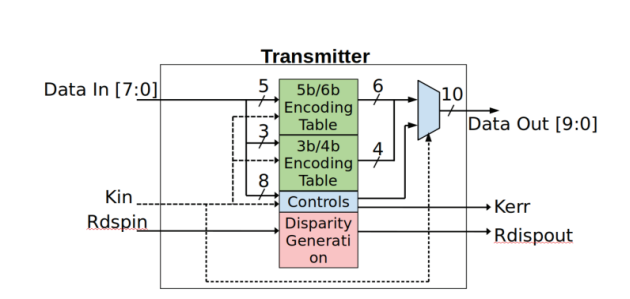 Transmitter
Data In [7:0]
5
5b/6b
Encoding
Table
6
10
Data Out [9:0]
3
3b/4b
Encoding
Table
4
8
Kin
Controls
Kerr
Rdspin
Disparity
Generati
on
Rdispout